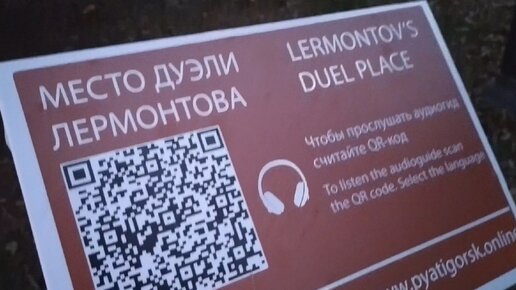 МЕСТО ДУЭЛИ
ЛЕРМОНТОВА
LERMONTOV'S
DUEL PLACE
Чтобы прослушать аудиогид
считайте QR-код
To listen the audioguide scan
the QR code. Select the language
www.pyatigorsk.online